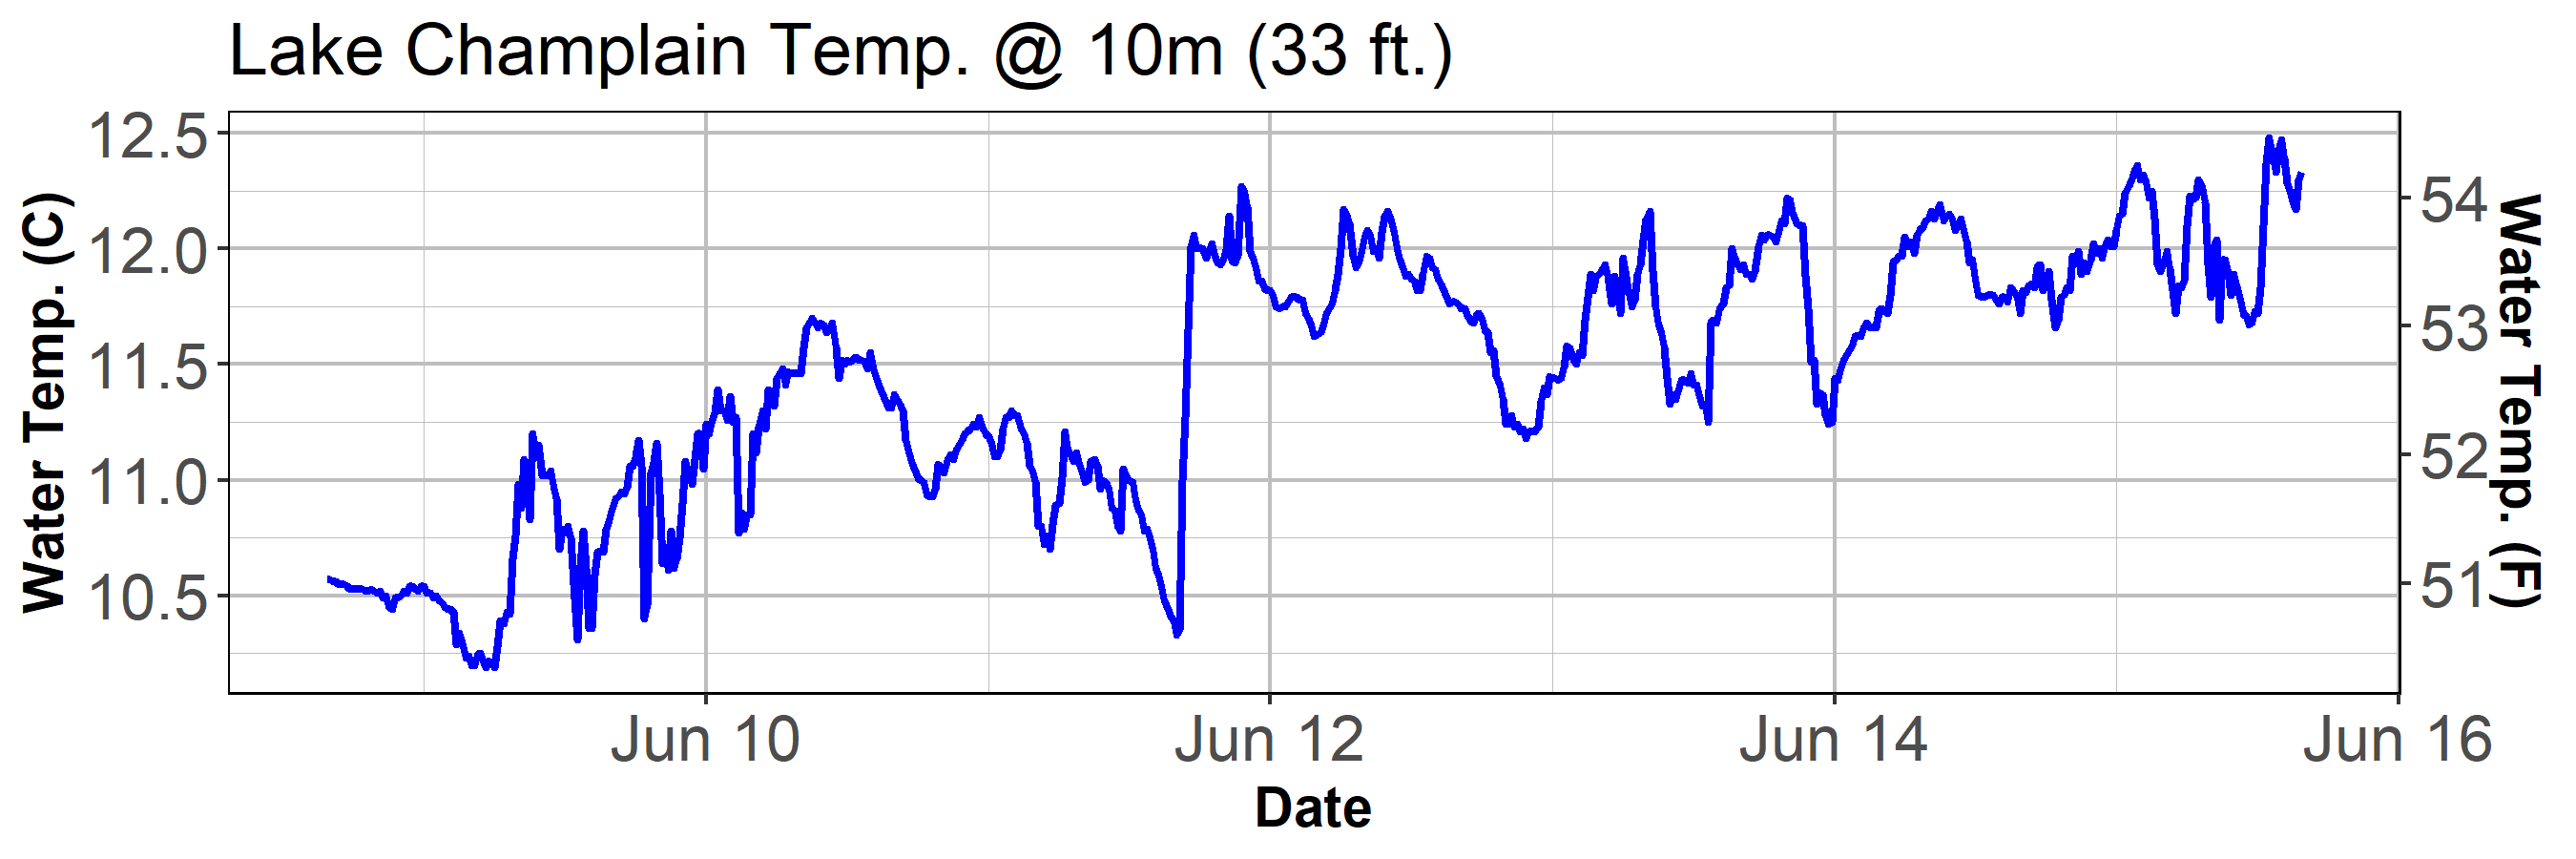 Lake Champlain Temp. @ 10m (33 ft.)
Water Temp. (C)
12.5
12.0
11.5
11.0
10.5
54
53
52
51
Water Temp. (F)
Jun 10 Jun 12 Jun 14 Jun 16
Date